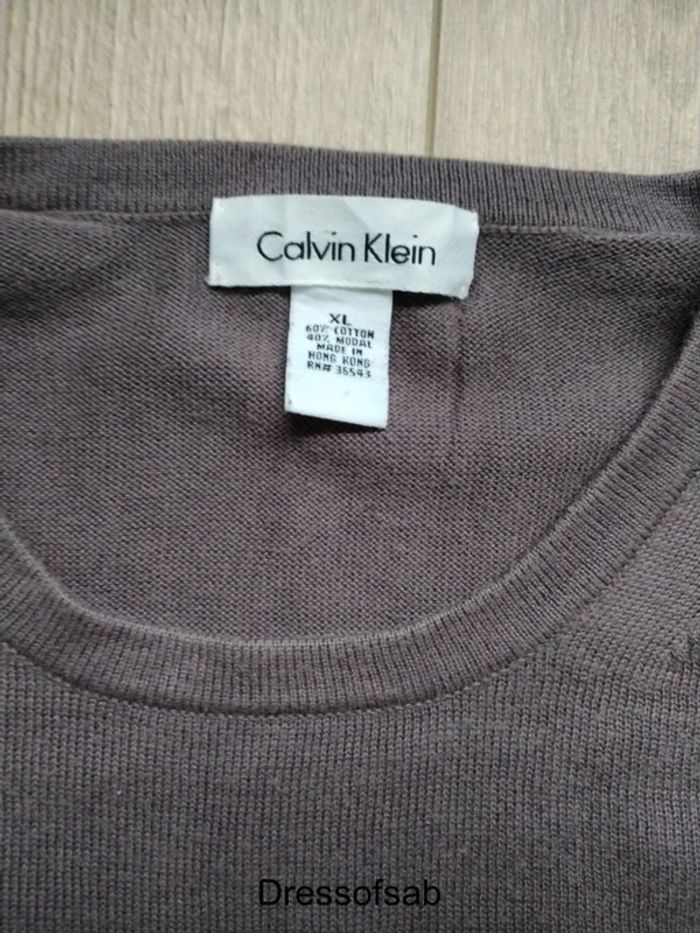 Calvin Klein
XL
60% COTTON
40% MODAL
MADE IN
HONG KONG
RN# 36543
Dressofsab